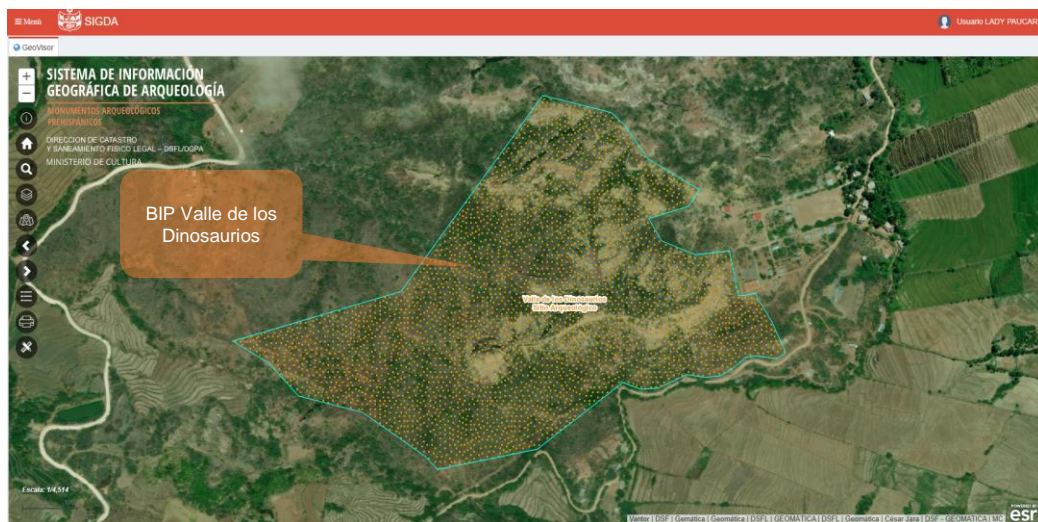 Menú
SIGDA
Usuario LADY PAUCAR
GeoVisor
SISTEMA DE INFORMACIÓN
GEOGRÁFICA DE ARQUEOLOGÍA
MONUMENTOS ARQUEOLÓGICOS
PREHISPÁNICOS
DIRECCION DE CATASTRO
Y SANEAMIENTO FISICO LEGAL – DSFL/DGPA
MINISTERIO DE CULTURA
BIP Valle de los
Dinosaurios
Valle de los Dinosaurios
Sitio Arqueológico
Escala: 1/4,514
POWERED BY
esri
Vantor | DSF | Gemática | Geomática | DSFL | GEOMÁTICA | DSFL | Geomática | César Jara | DSF - GEOMATICA | MC